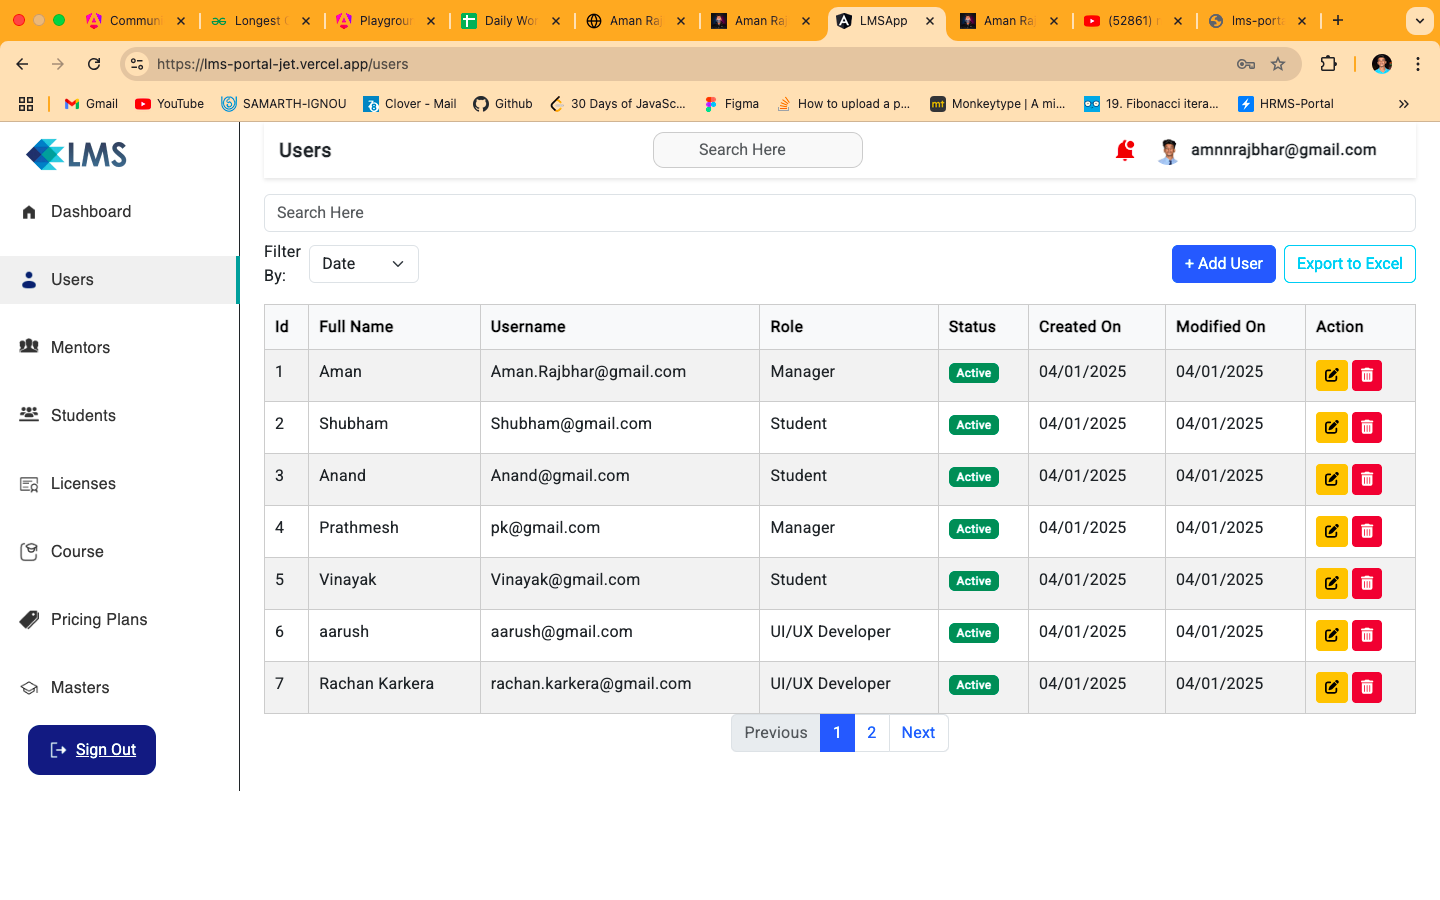 Commun
Longest
Playgroun
Daily Wor
Aman Raj
Aman Raj
LMSApp
Aman Raj
(52861)
lms-porta
https://lms-portal-jet.vercel.app/users
Gmail
YouTube
SAMARTH-IGNOU
Clover - Mail
Github
30 Days of JavaSc...
Figma
How to upload a p...
Monkeytype | A mi...
19. Fibonacci itera...
HRMS-Portal
LMS
Users
Search Here
amnnrajbhar@gmail.com
Dashboard
Users
Mentors
Students
Licenses
Course
Pricing Plans
Masters
Sign Out
Search Here
Filter
By:
Date
+ Add User
Export to Excel
Id Full Name Username Role Status Created On Modified On Action
1 Aman Aman.Rajbhar@gmail.com Manager Active 04/01/2025 04/01/2025
2 Shubham Shubham@gmail.com Student Active 04/01/2025 04/01/2025
3 Anand Anand@gmail.com Student Active 04/01/2025 04/01/2025
4 Prathmesh pk@gmail.com Manager Active 04/01/2025 04/01/2025
5 Vinayak Vinayak@gmail.com Student Active 04/01/2025 04/01/2025
6 aarush aarush@gmail.com UI/UX Developer Active 04/01/2025 04/01/2025
7 Rachan Karkera rachan.karkera@gmail.com UI/UX Developer Active 04/01/2025 04/01/2025
Previous 1 2 Next